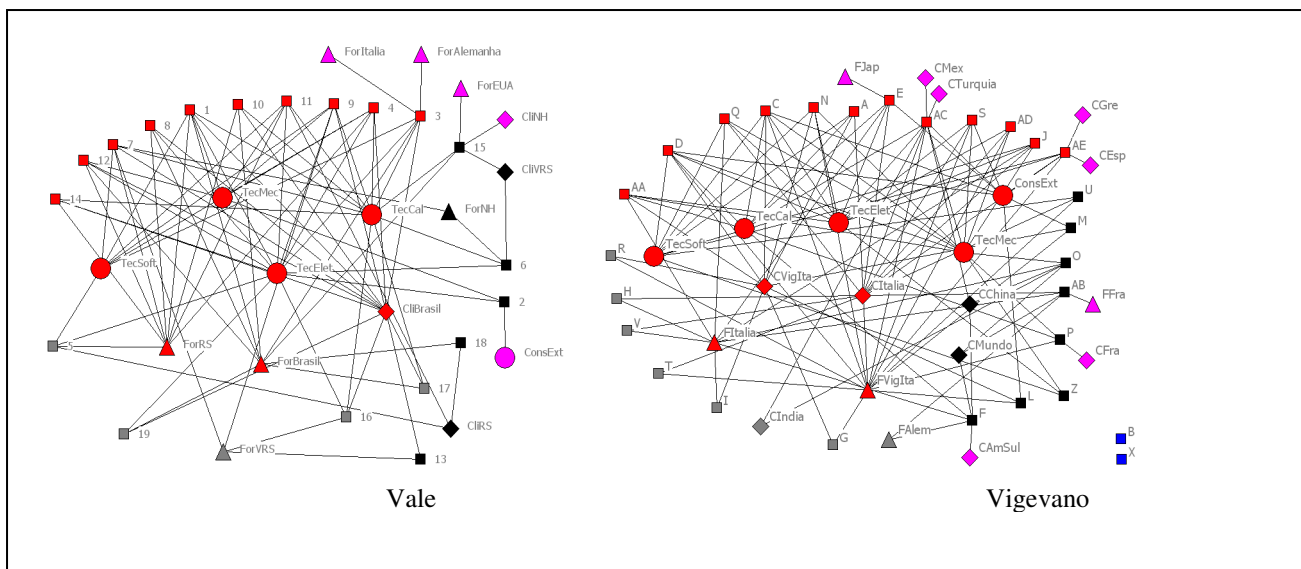 ForItalia
ForAlemanha
ForEUA
1
10
11
9
4
3
CliNH
8
7
15
12
CliVRS
14
TecMec
TecCal
ForNH
TecSoft
TecElet
6
2
CliBrasil
ConsExt
5
ForRS
ForBrasil
18
17
16
19
CliRS
ForVRS
13
Vale
FJap
CMex
CTurquia
CGre
Q
C
N
A
E
AC
S
AD
J
AE
CEsp
D
AA
ConsExt
U
TecCal
TecElet
M
R
TecSoft
TecMec
O
H
CVigIta
CItalia
CChina
AB
FFra
V
FItalia
P
CMundo
CFra
T
FVigIta
I
L
Z
CIndia
G
FAlem
F
CAmSul
B
X
Vigevano